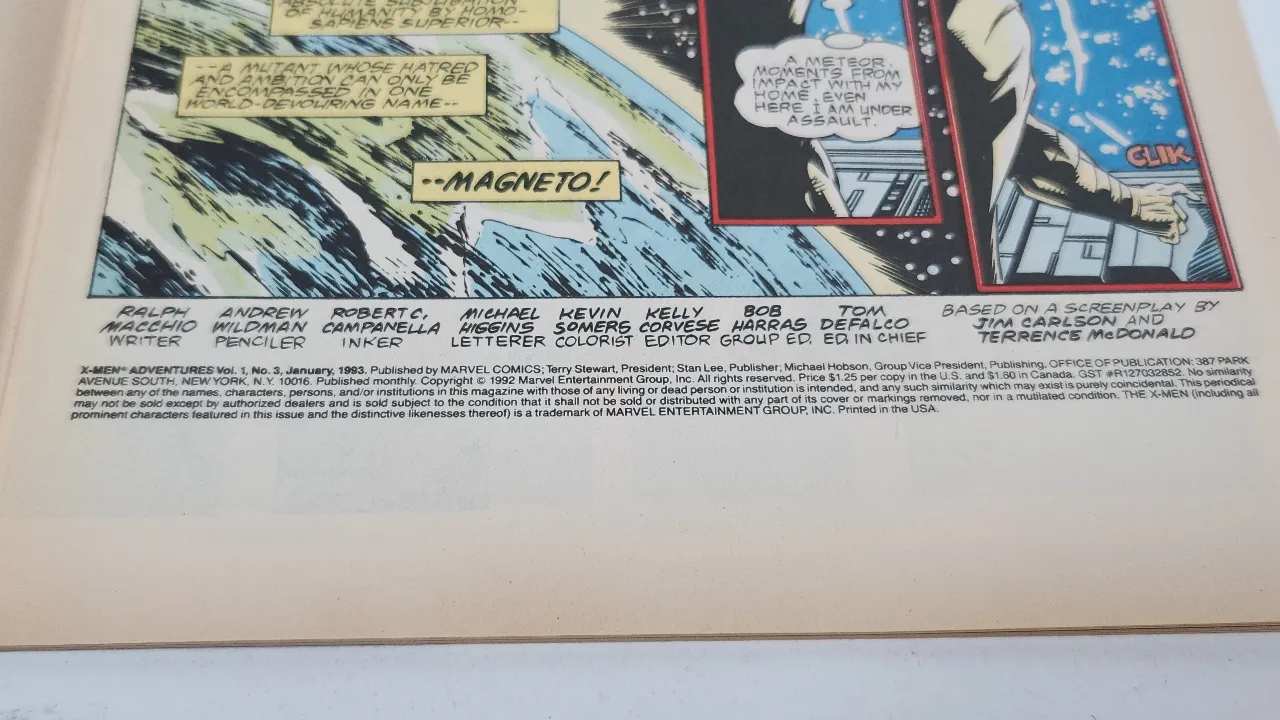 ABSOLUTE SUBJUGATION
OF HUMANITY BY HOMO-
SAPIENS SUPERIOR--
--A MUTANT WHOSE HATRED
AND AMBITION CAN ONLY BE
ENCOMPASSED IN ONE
WORLD-DEVOURING NAME--
--MAGNETO!
A METEOR,
MOMENTS FROM
IMPACT WITH MY
HOME. EVEN
HERE I AM UNDER
ASSAULT.
CLIK
RALPH MACCHIO WRITER
ANDREW WILDMAN PENCILER
ROBERT C. CAMPANELLA INKER
MICHAEL HIGGINS LETTERER
KEVIN SOMERS COLORIST
KELLY CORVESE EDITOR
BOB HARRAS GROUP ED.
TOM DEFALCO ED. IN CHIEF
BASED ON A SCREENPLAY BY
JIM CARLSON AND
TERRENCE McDONALD
X-MEN® ADVENTURES Vol. 1, No. 3, January, 1993. Published by MARVEL COMICS; Terry Stewart, President; Stan Lee, Publisher; Michael Hobson, Group Vice President, Publishing. OFFICE OF PUBLICATION: 387 PARK
AVENUE SOUTH, NEW YORK, N.Y. 10016. Published monthly. Copyright © 1992 Marvel Entertainment Group, Inc. All rights reserved. Price $1.25 per copy in the U.S. and $1.60 in Canada. GST #R127032852. No similarity
between any of the names, characters, persons, and/or institutions in this magazine with those of any living or dead person or institution is intended, and any such similarity which may exist is purely coincidental. This periodical
may not be sold except by authorized dealers and is sold subject to the condition that it shall not be sold or distributed with any part of its cover or markings removed, nor in a mutilated condition. THE X-MEN (including all
prominent characters featured in this issue and the distinctive likenesses thereof) is a trademark of MARVEL ENTERTAINMENT GROUP, INC. Printed in the USA.